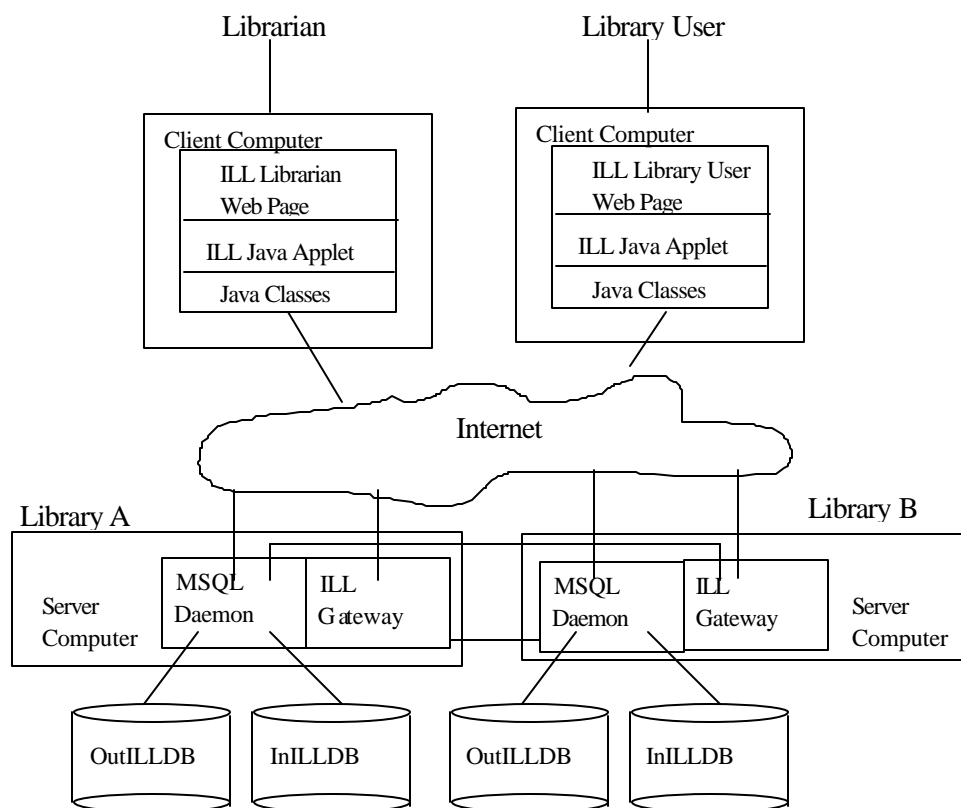 Librarian
Library User
Client Computer
ILL Librarian
Web Page
ILL Java Applet
Java Classes
Client Computer
ILL Library User
Web Page
ILL Java Applet
Java Classes
Internet
Library A
Library B
Server
Computer
MSQL
Daemon
ILL
Gateway
MSQL
Daemon
ILL
Gateway
Server
Computer
OutILLDB
InILLDB
OutILLDB
InILLDB